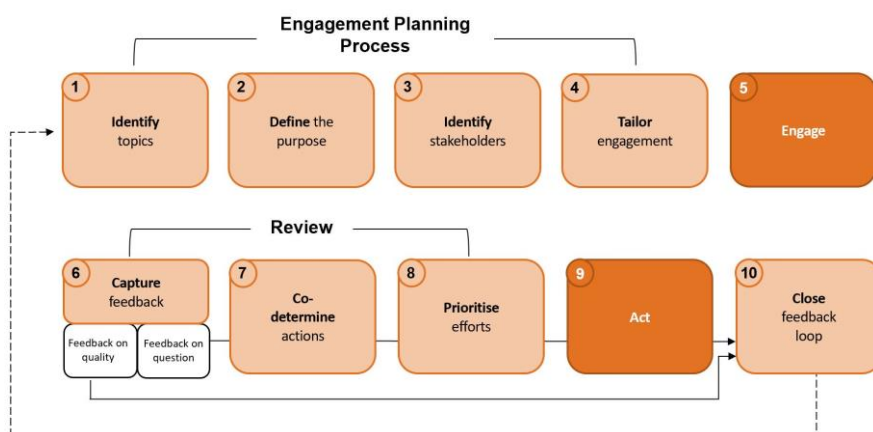 Engagement Planning
Process
1
Identify
topics
2
Define the
purpose
3
Identify
stakeholders
4
Tailor
engagement
5
Engage
Review
6
Capture
feedback
Feedback on
quality
Feedback on
question
7
Co-
determine
actions
8
Prioritise
efforts
9
Act
10
Close
feedback
loop